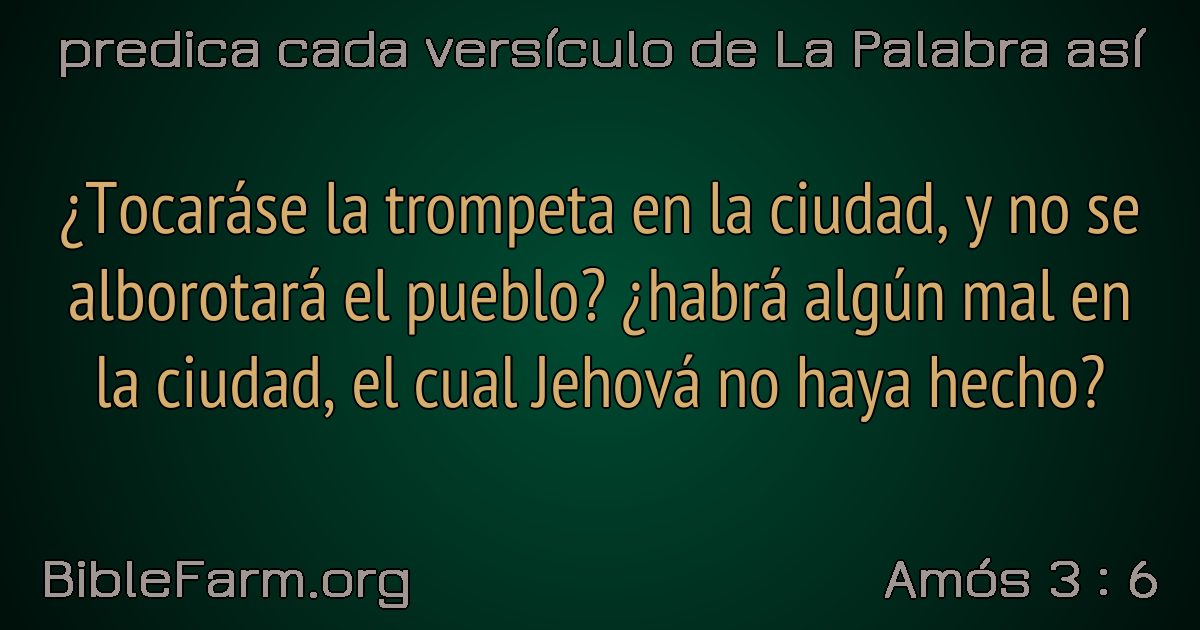 predica cada versículo de La Palabra así
¿Tocaráse la trompeta en la ciudad, y no se
alborotará el pueblo? ¿habrá algún mal en
la ciudad, el cual Jehová no haya hecho?
BibleFarm.org
Amós 3 : 6